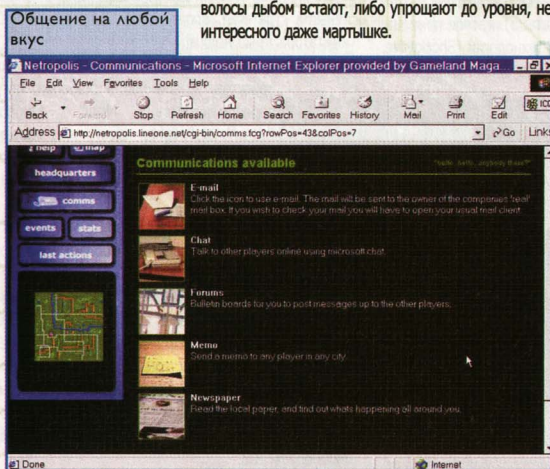 Общение на любой
вкус
волосы дыбом встают, либо упрощают до уровня, не
интересного даже мартышке.
Netropolis - Communications - Microsoft Internet Explorer provided by Gameland Maga...
File Edit View Favorites Tools Help
Back Forward Stop Refresh Home Search Favorites History Mail Print Edit
Address http://netropolis.lineone.net/cgi-bin/comms.fcg?rowPos=43&colPos=7 Go Links
help map
headquarters
comms
events stats
last actions
Communications available "hello, hello, anybody there?"
E-mail
Click the icon to use e-mail. The mail will be sent to the owner of the companies 'real'
mail box. If you wish to check your mail you will have to open your usual mail client.
Chat
Talk to other players online using microsoft chat.
Forums
Bulletin boards for you to post messages up to the other players.
Memo
Send a memo to any player in any city.
Newspaper
Read the local paper, and find out whats happening all around you.
Done Internet